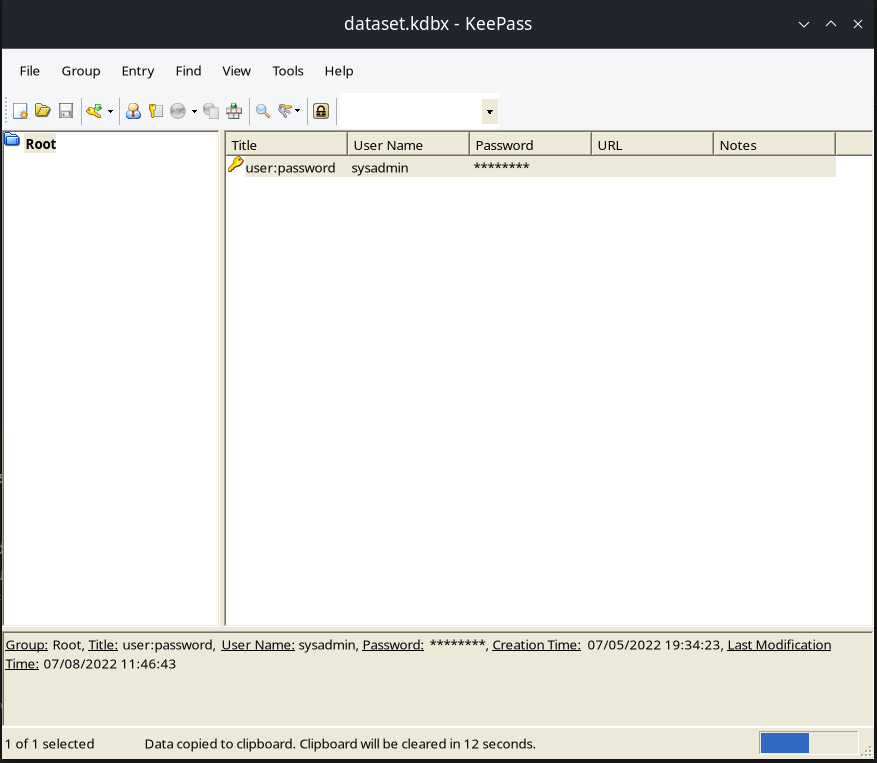 dataset.kdbx - KeePass
File Group Entry Find View Tools Help
Root
Title User Name Password URL Notes
user:password sysadmin ********
Group: Root, Title: user:password, User Name: sysadmin, Password: ********, Creation Time: 07/05/2022 19:34:23, Last Modification
Time: 07/08/2022 11:46:43
1 of 1 selected Data copied to clipboard. Clipboard will be cleared in 12 seconds.